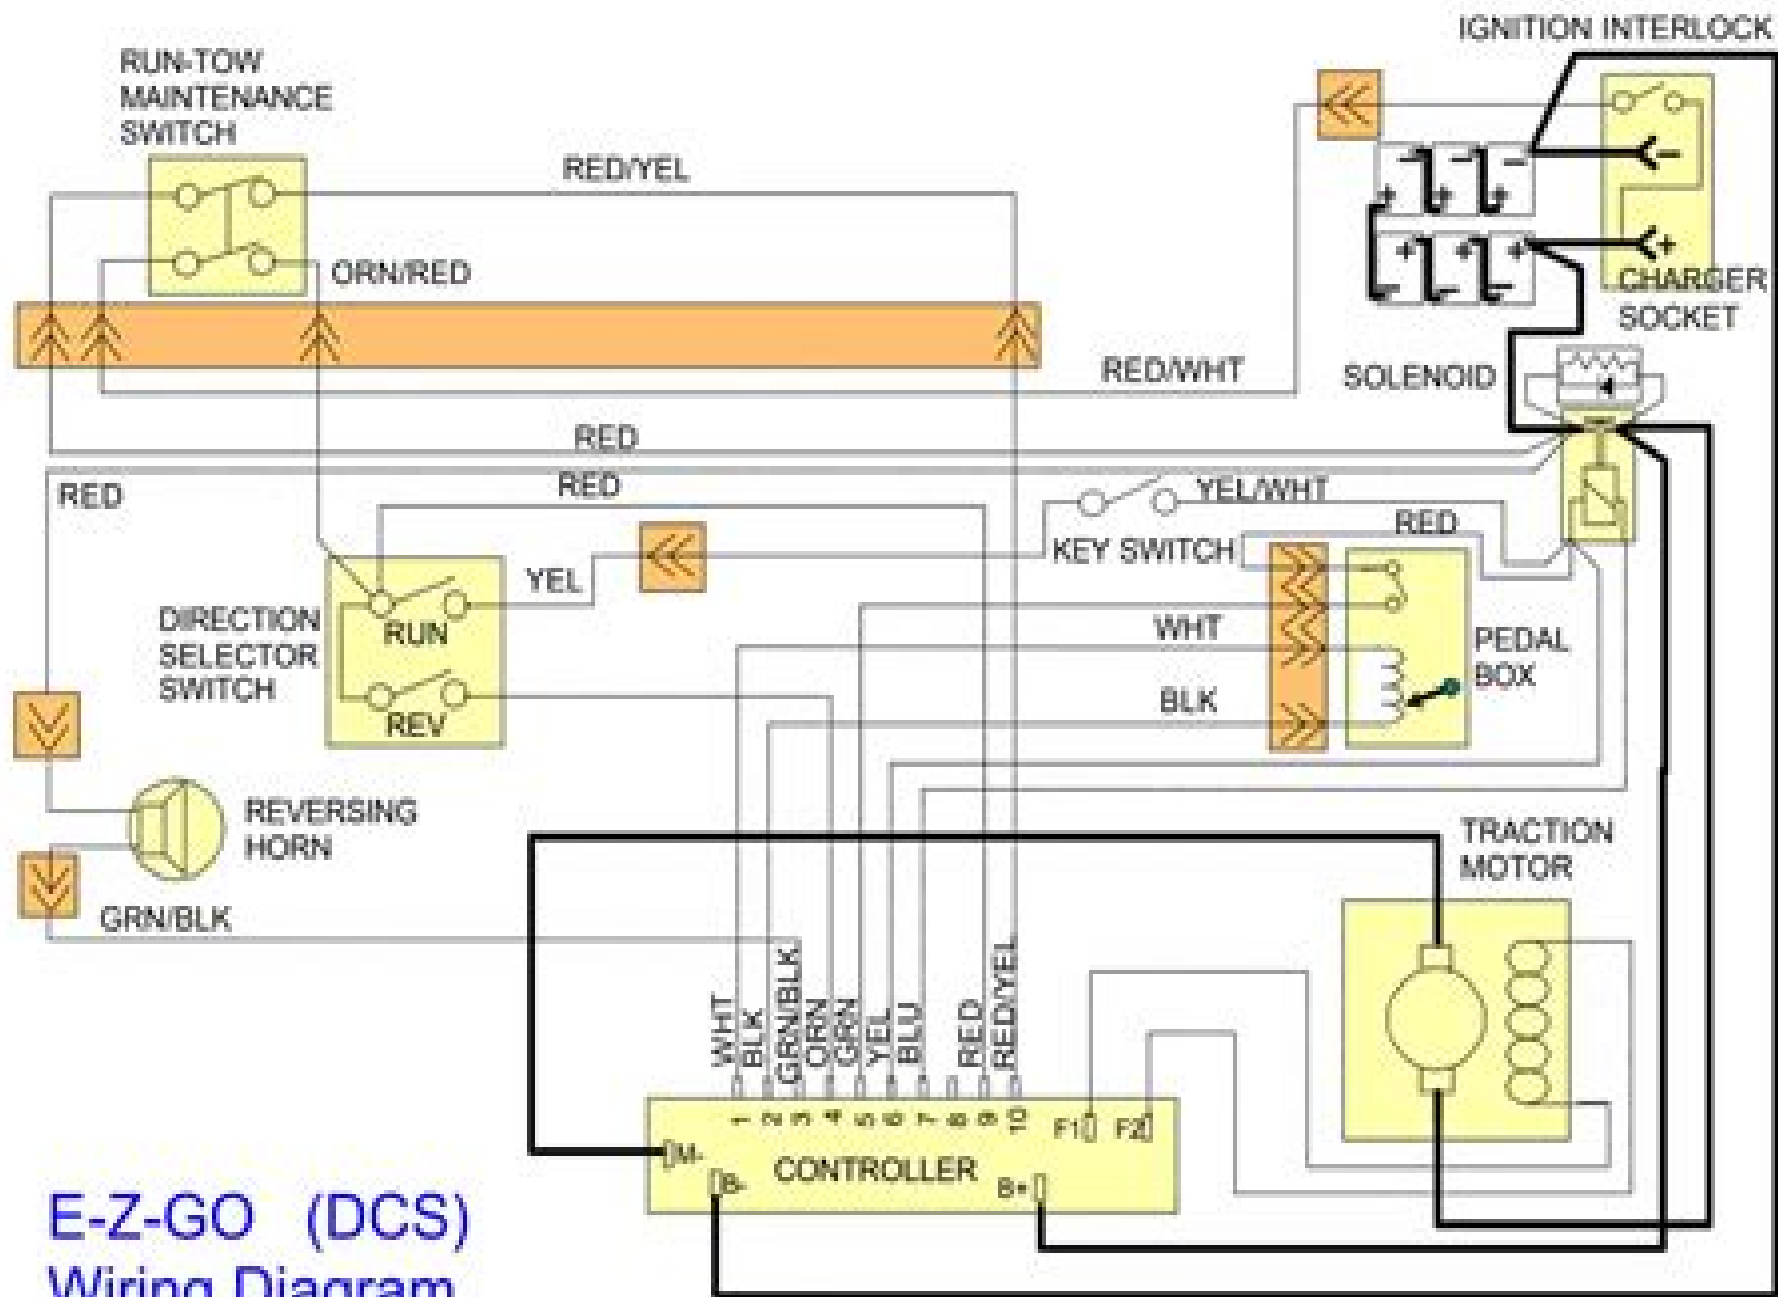 IGNITION INTERLOCK
RUN-TOW
MAINTENANCE
SWITCH
RED/YEL
ORN/RED
- - - -
+ + +
+ + + +
- - -
CHARGER
SOCKET
RED/WHT
SOLENOID
RED
RED
RED
YEL/WHT
RED
KEY SWITCH
YEL
DIRECTION
SELECTOR
SWITCH
RUN
REV
WHT
BLK
PEDAL
BOX
REVERSING
HORN
GRN/BLK
TRACTION
MOTOR
WHT
BLK
GRN/BLK
ORN
GRN
YEL
BLU
RED
RED/YEL
1 2 3 4 5 6 7 8 9 10
F1 F2
M-
B-
CONTROLLER
B+
E-Z-GO (DCS)
Wiring Diagram